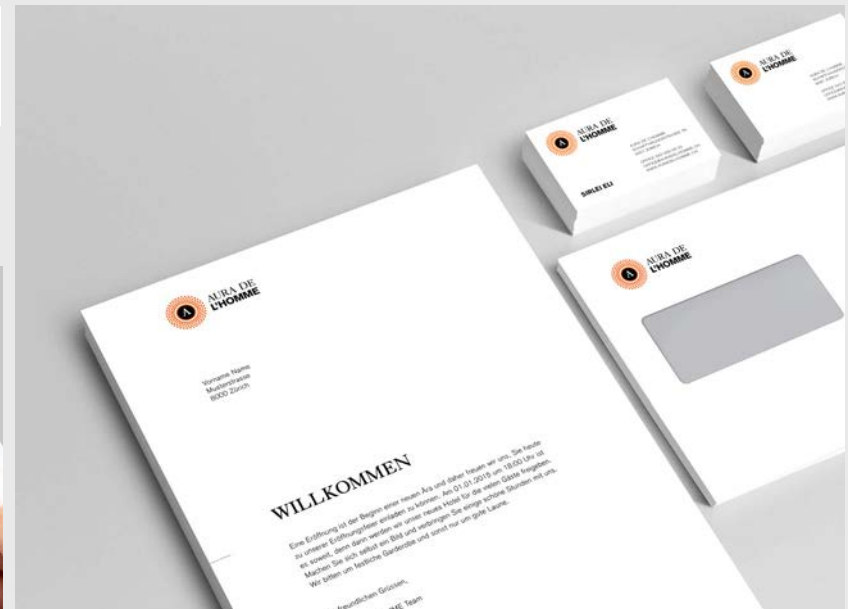 AURA DE
L'HOMME
Vorname Name
Musterstrasse
8000 Zürich
WILLKOMMEN
Eine Eröffnung ist der Beginn einer neuen Ära und daher freuen wir uns, Sie heute
zu unserer Eröffnungsfeier einladen zu können. Am 01.01.2015 um 18:00 Uhr ist
es soweit, denn dann werden wir unser neues Hotel für die vielen Gäste freigeben.
Machen Sie sich selbst ein Bild und verbringen Sie einige schöne Stunden mit uns.
Wir bitten um festliche Garderobe und sonst nur um gute Laune.
freundlichen Grüssen,
Team
A
AURA DE
L'HOMME
AURA DE L'HOMME
SIRLEI ELI
A
AURA DE
L'HOMME
A
AURA DE
L'HOMME
A